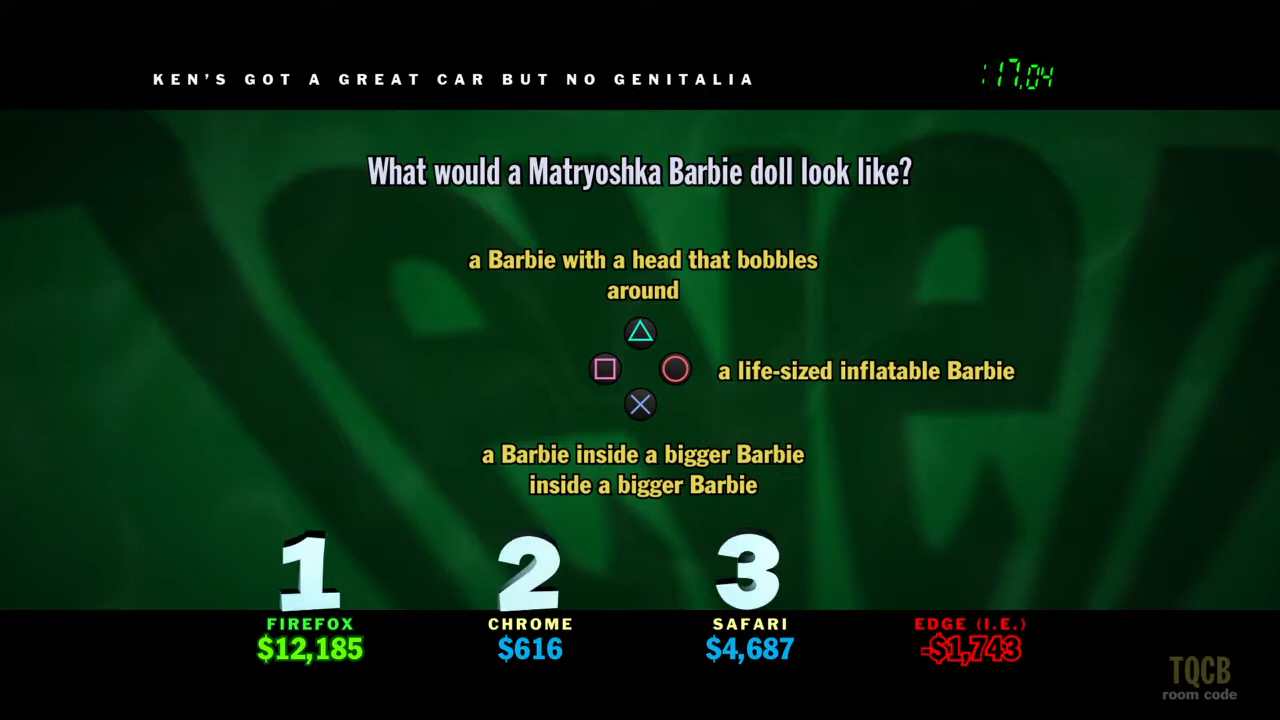 KEN'S GOT A GREAT CAR BUT NO GENITALIA
:17.04
What would a Matryoshka Barbie doll look like?
a Barbie with a head that bobbles
around
a life-sized inflatable Barbie
a Barbie inside a bigger Barbie
inside a bigger Barbie
1 2 3
FIREFOX CHROME SAFARI EDGE (I.E.)
$12,185 $616 $4,687 -$1,743
TQCB
room code